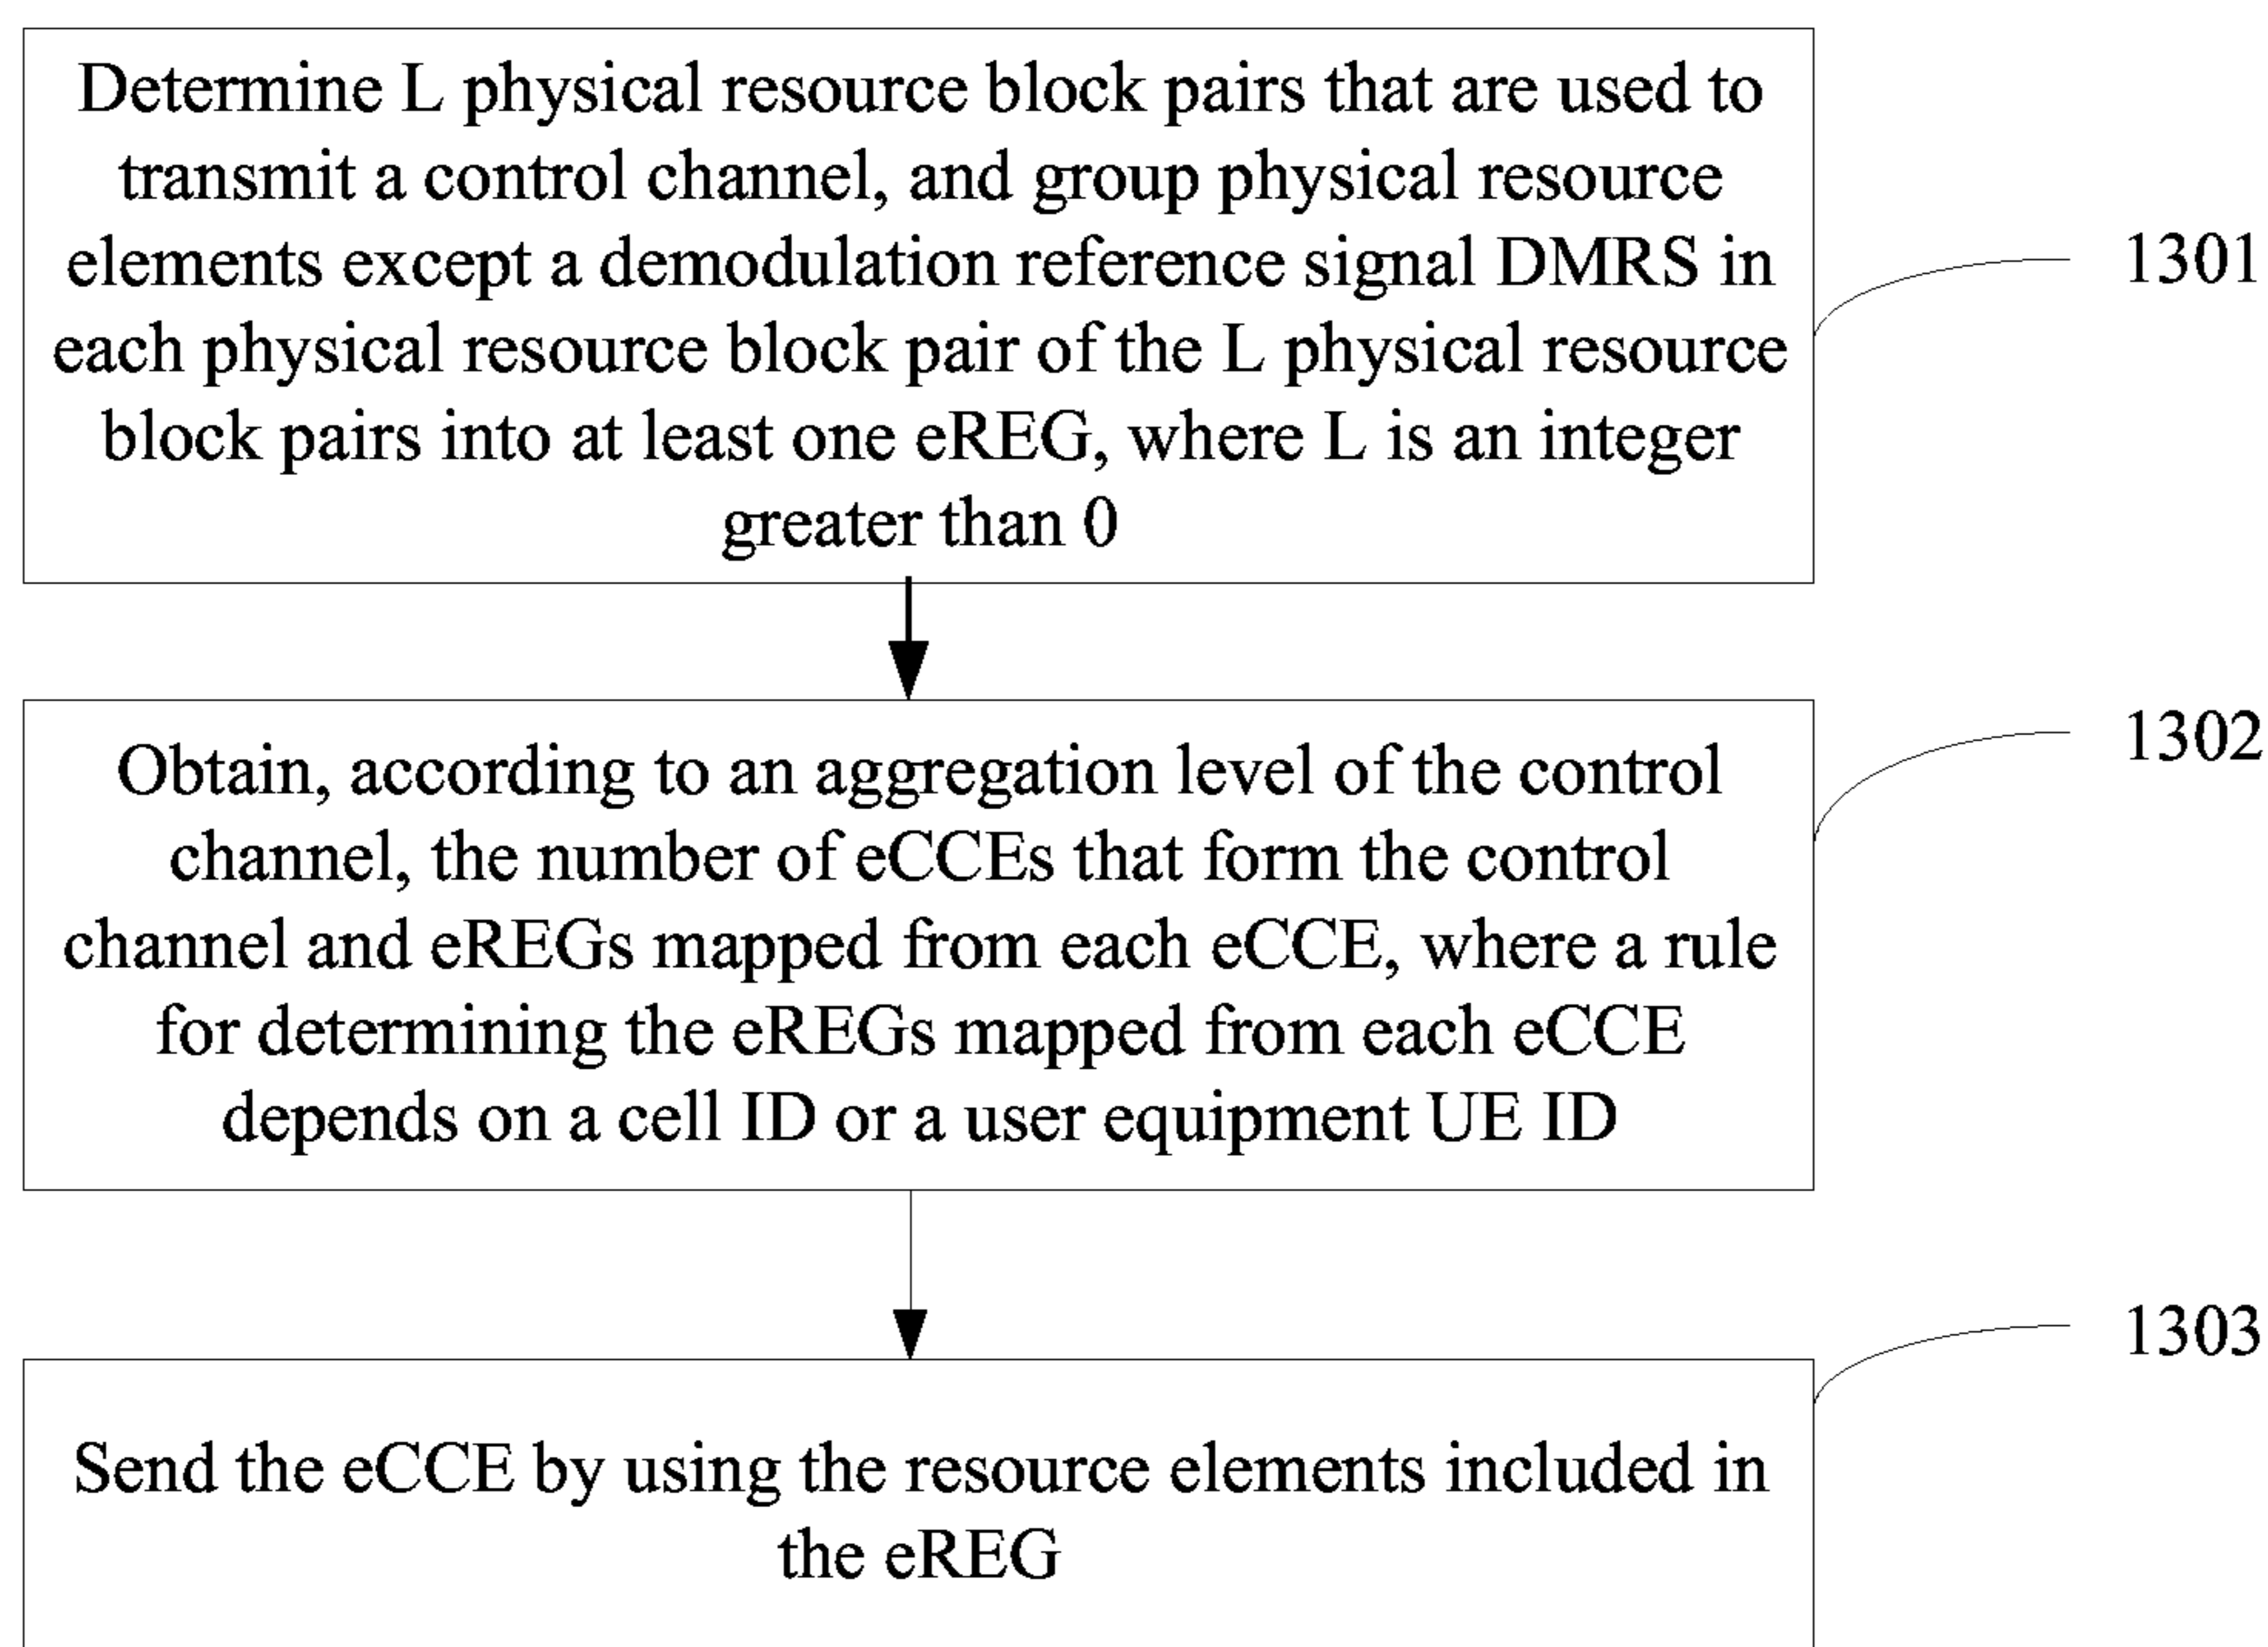 Determine L physical resource block pairs that are used to
transmit a control channel, and group physical resource
elements except a demodulation reference signal DMRS in
each physical resource block pair of the L physical resource
block pairs into at least one eREG, where L is an integer
greater than 0
1301
Obtain, according to an aggregation level of the control
channel, the number of eCCEs that form the control
channel and eREGs mapped from each eCCE, where a rule
for determining the eREGs mapped from each eCCE
depends on a cell ID or a user equipment UE ID
1302
Send the eCCE by using the resource elements included in
the eREG
1303